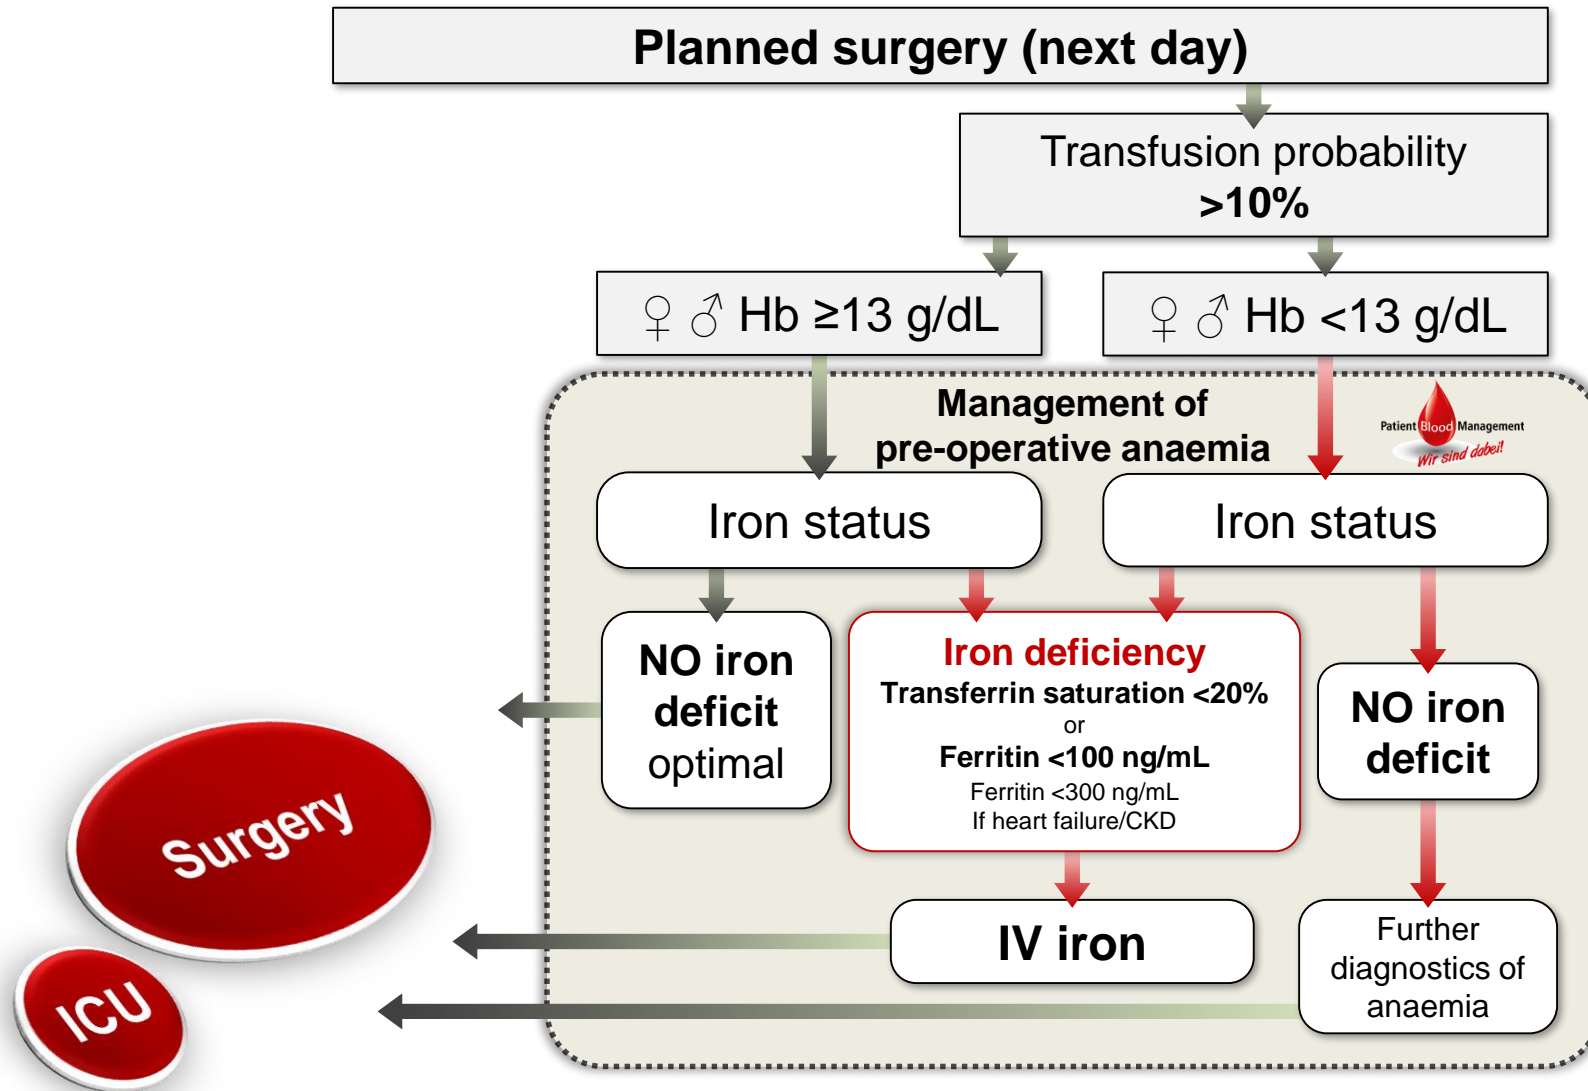 Planned surgery (next day)
Transfusion probability
>10%
♀ ♂ Hb ≥13 g/dL
♀ ♂ Hb <13 g/dL
Management of
pre-operative anaemia
Patient Blood Management
Wir sind dabei!
Iron status
Iron status
NO iron
deficit
optimal
Iron deficiency
Transferrin saturation <20%
or
Ferritin <100 ng/mL
Ferritin <300 ng/mL
If heart failure/CKD
NO iron
deficit
IV iron
Further
diagnostics of
anaemia
Surgery
ICU